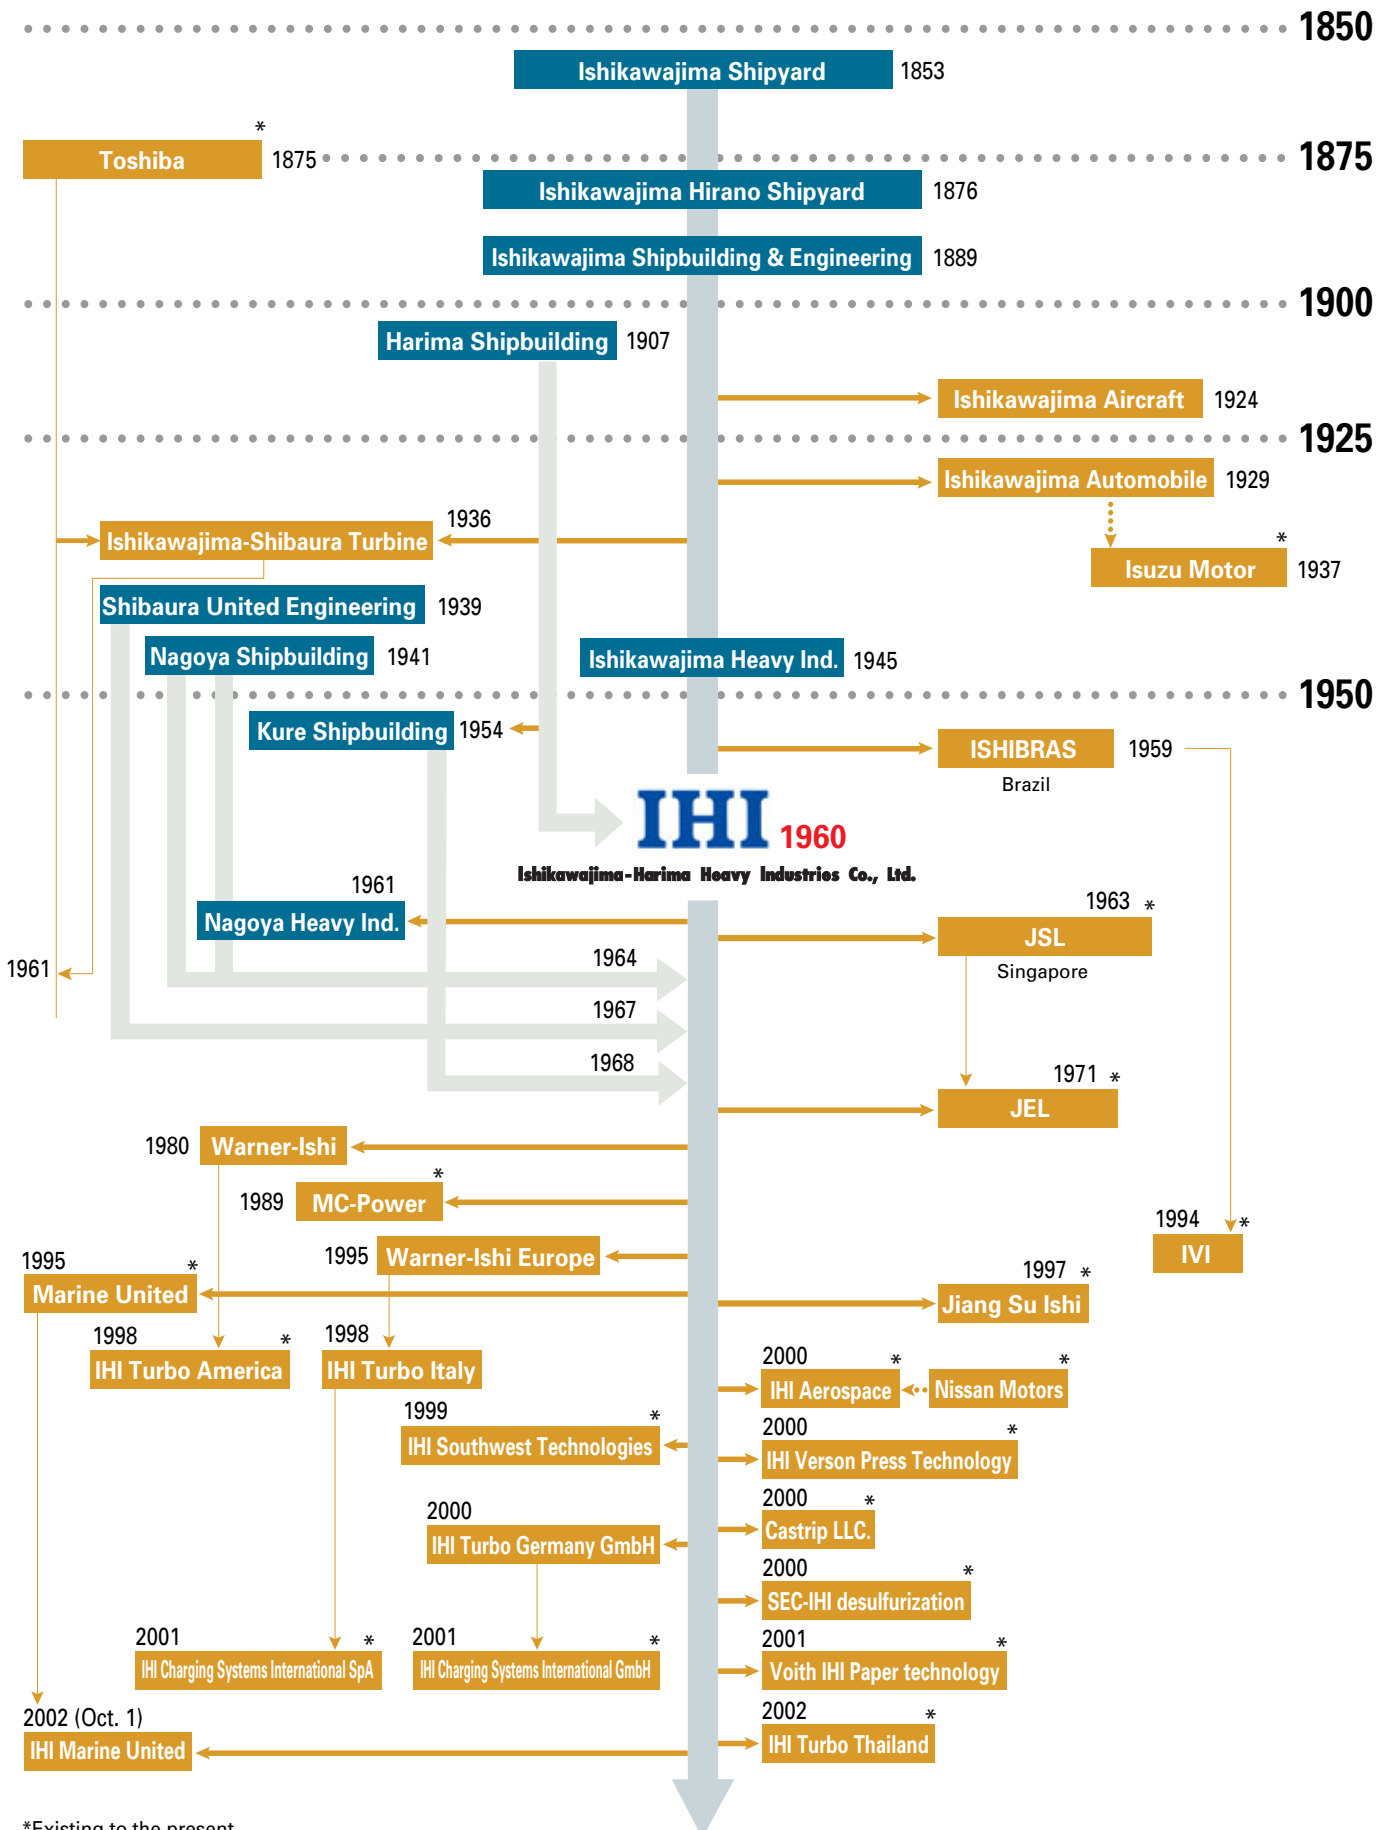 1850
Ishikawajima Shipyard 1853
*
Toshiba 1875
1875
Ishikawajima Hirano Shipyard 1876
Ishikawajima Shipbuilding & Engineering 1889
1900
Harima Shipbuilding 1907
Ishikawajima Aircraft 1924
1925
Ishikawajima Automobile 1929
1936
Ishikawajima-Shibaura Turbine
*
Isuzu Motor 1937
Shibaura United Engineering 1939
Nagoya Shipbuilding 1941
Ishikawajima Heavy Ind. 1945
1950
Kure Shipbuilding 1954
ISHIBRAS 1959
Brazil
IHI 1960
Ishikawajima-Harima Heavy Industries Co., Ltd.
1961
Nagoya Heavy Ind.
1963 *
JSL
Singapore
1961
1964
1967
1968
1971 *
JEL
1980 Warner-Ishi
*
1989 MC-Power
1994 *
IVI
1995 Warner-Ishi Europe
1995 *
Marine United
1997 *
Jiang Su Ishi
1998 *
IHI Turbo America
1998
IHI Turbo Italy
2000 *
IHI Aerospace
*
Nissan Motors
1999 *
IHI Southwest Technologies
2000 *
IHI Verson Press Technology
2000 *
Castrip LLC.
2000
IHI Turbo Germany GmbH
2000 *
SEC-IHI desulfurization
2001 *
IHI Charging Systems International SpA
2001 *
IHI Charging Systems International GmbH
2001 *
Voith IHI Paper technology
2002 (Oct. 1)
IHI Marine United
2002 *
IHI Turbo Thailand
*Existing to the present